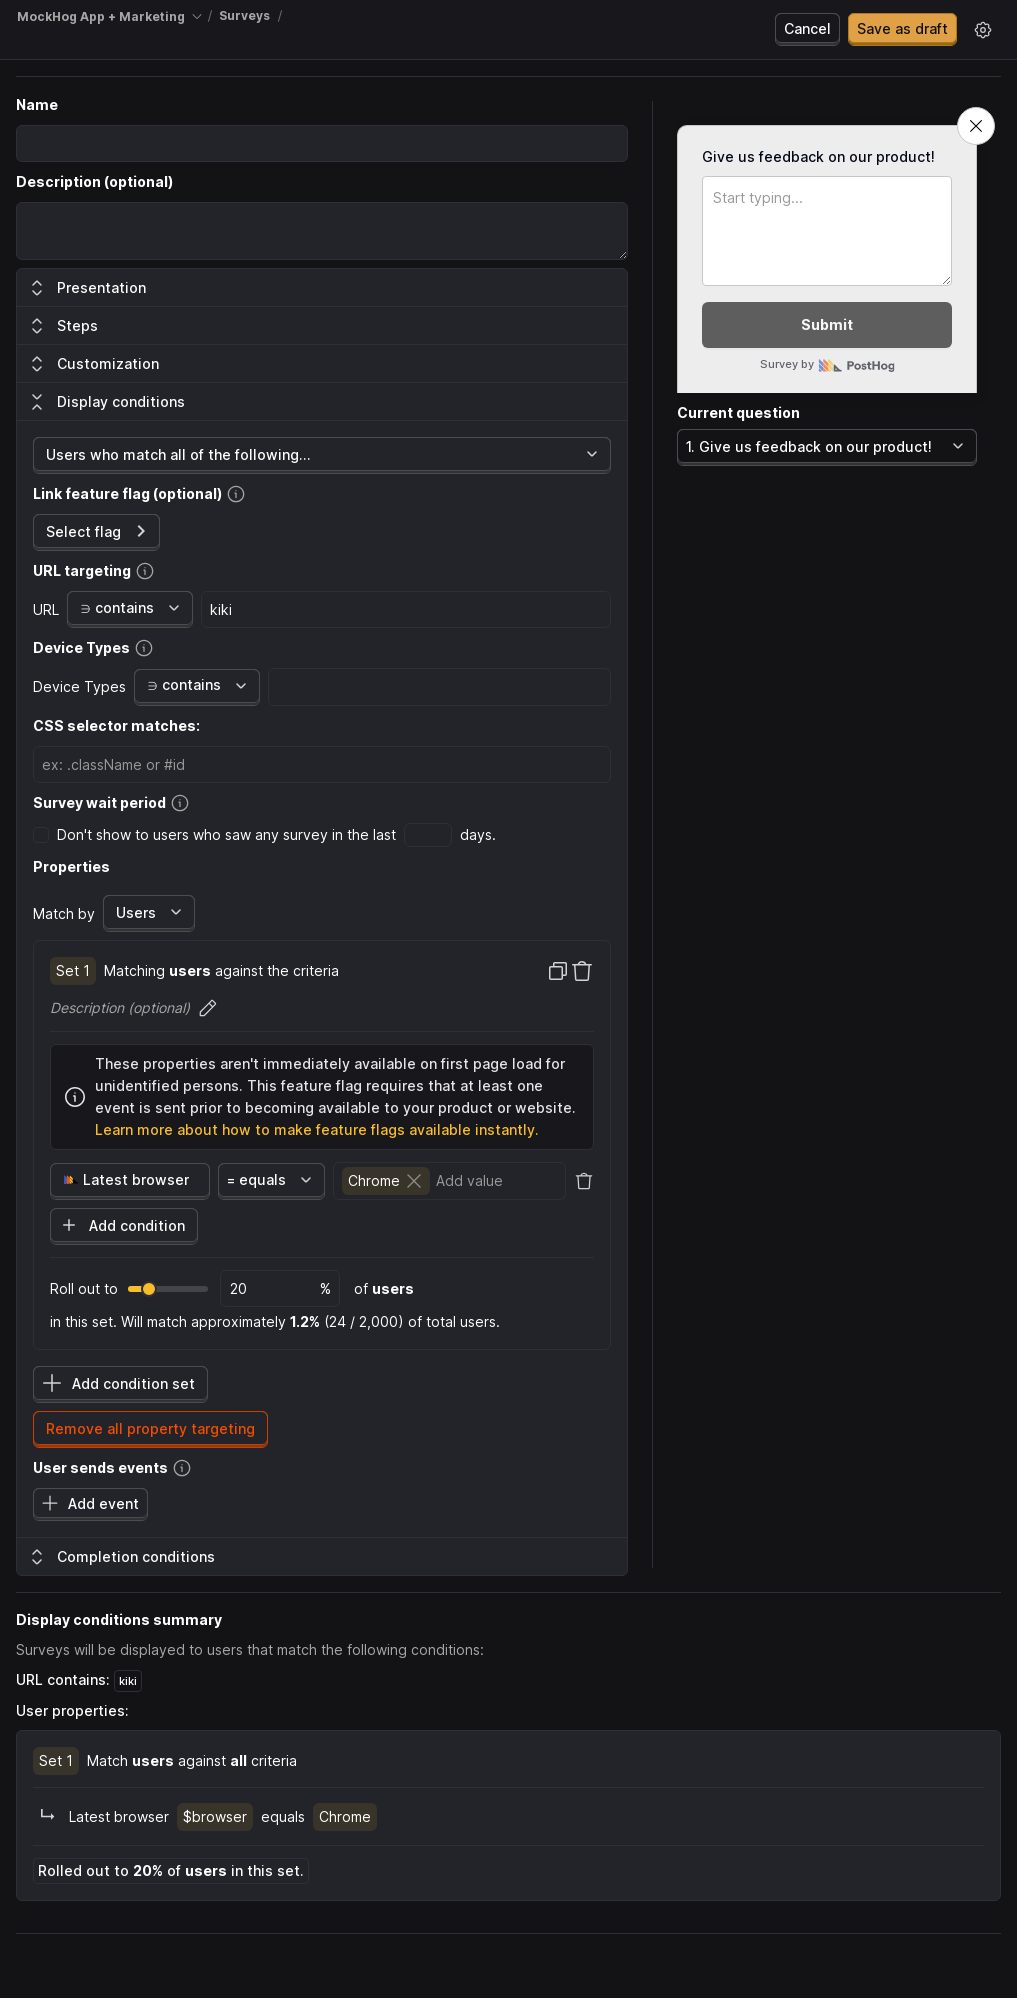 MockHog App + Marketing / Surveys /
Cancel
Save as draft
Name
Description (optional)
Presentation
Steps
Customization
Display conditions
Users who match all of the following...
Link feature flag (optional)
Select flag
URL targeting
URL ∋ contains kiki
Device Types
Device Types ∋ contains
CSS selector matches:
ex: .className or #id
Survey wait period
Don't show to users who saw any survey in the last days.
Properties
Match by Users
Set 1 Matching users against the criteria
Description (optional)
These properties aren't immediately available on first page load for
unidentified persons. This feature flag requires that at least one
event is sent prior to becoming available to your product or website.
Learn more about how to make feature flags available instantly.
Latest browser = equals Chrome Add value
Add condition
Roll out to 20 % of users
in this set. Will match approximately 1.2% (24 / 2,000) of total users.
Add condition set
Remove all property targeting
User sends events
Add event
Completion conditions
Give us feedback on our product!
Start typing...
Submit
Survey by PostHog
Current question
1. Give us feedback on our product!
Display conditions summary
Surveys will be displayed to users that match the following conditions:
URL contains: kiki
User properties:
Set 1 Match users against all criteria
Latest browser $browser equals Chrome
Rolled out to 20% of users in this set.